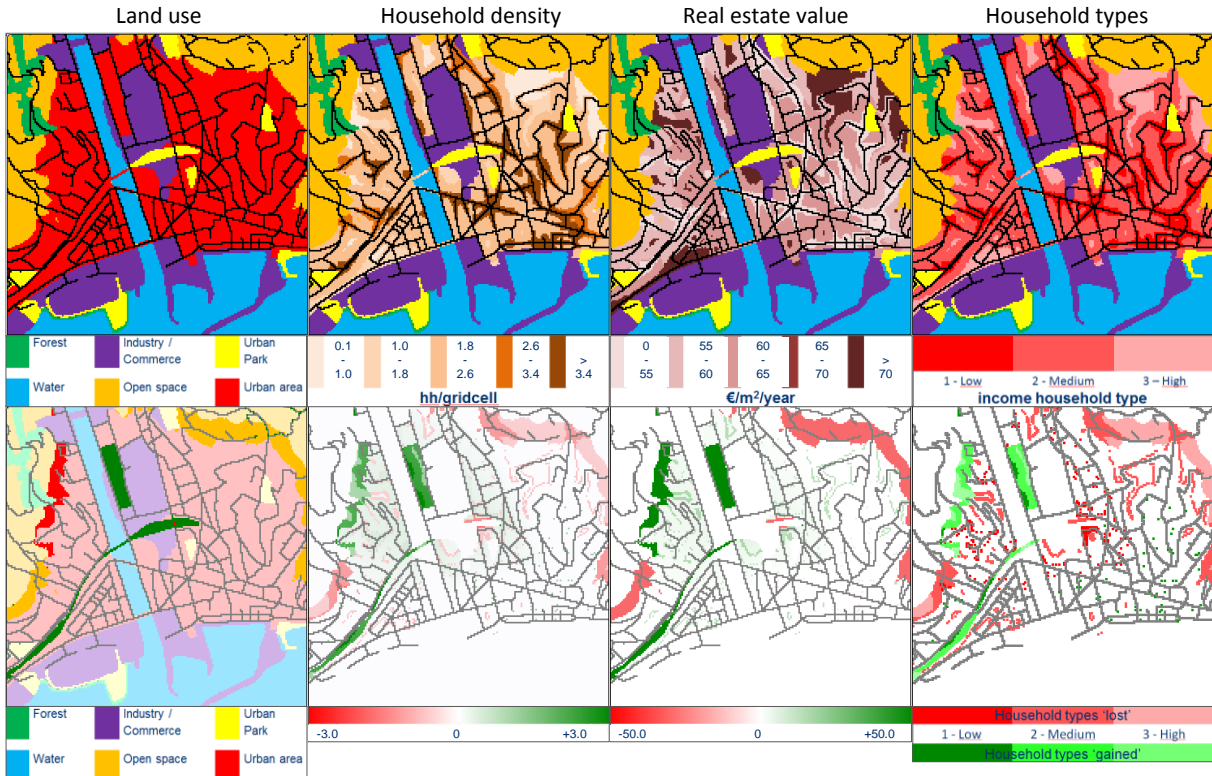 Land use
Household density
Real estate value
Household types
Forest
Industry / Commerce
Urban Park
Water
Open space
Urban area
0.1 - 1.0
1.0 - 1.8
1.8 - 2.6
2.6 - 3.4
> 3.4
hh/gridcell
0 - 55
55 - 60
60 - 65
65 - 70
> 70
€/m²/year
1 - Low
2 - Medium
3 – High
income household type
Forest
Industry / Commerce
Urban Park
Water
Open space
Urban area
-3.0
0
+3.0
-50.0
0
+50.0
Household types 'lost'
1 - Low
2 - Medium
3 - High
Household types 'gained'